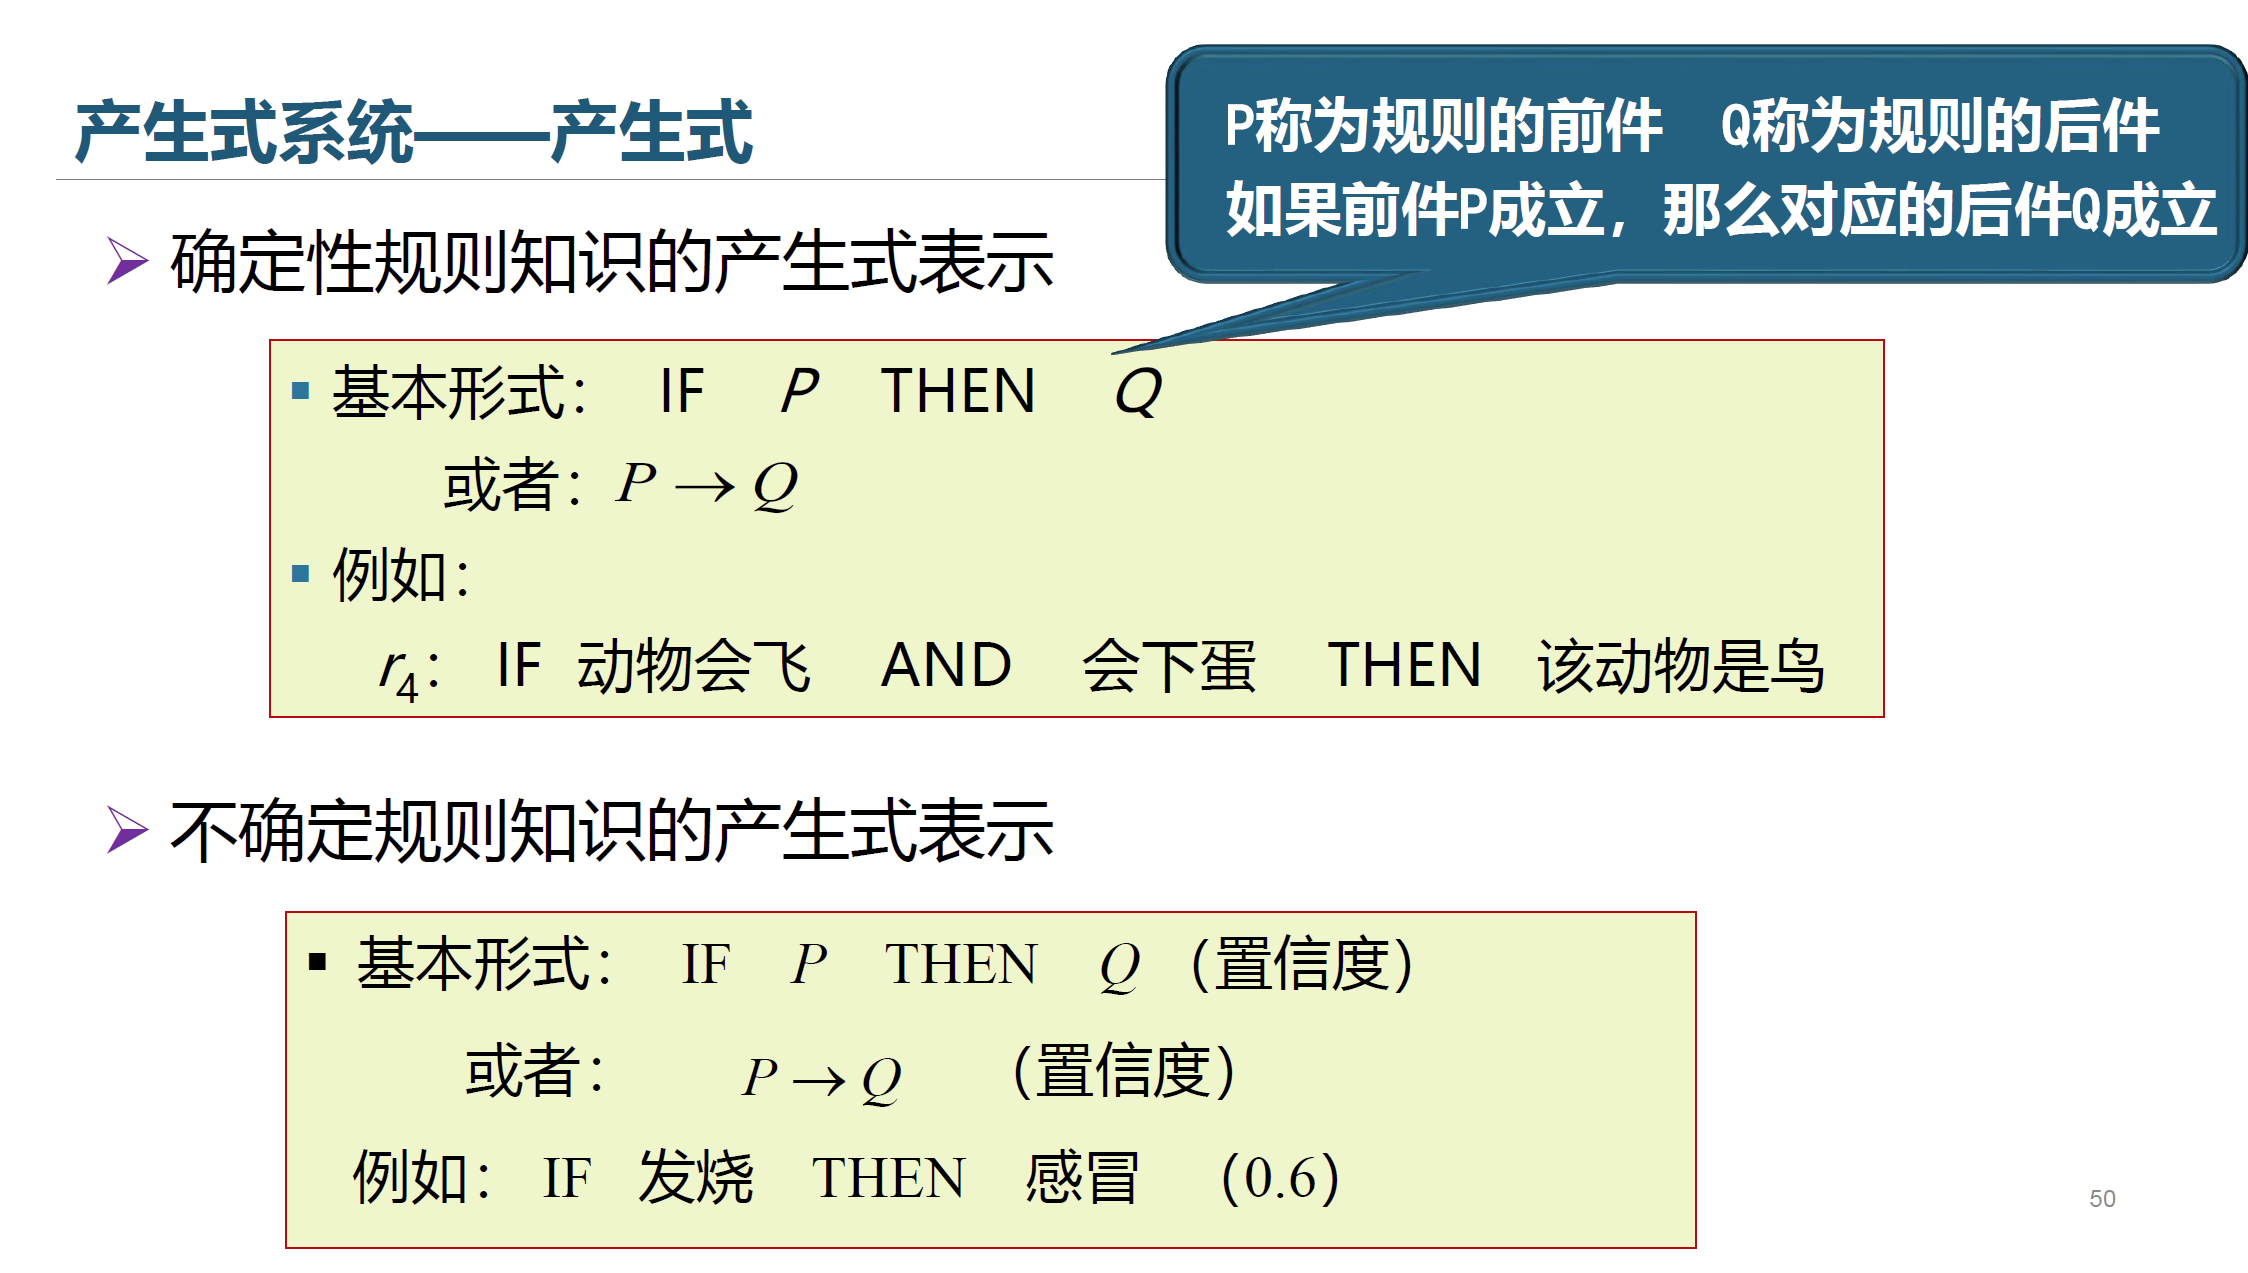 产生式系统——产生式
P称为规则的前件 Q称为规则的后件
如果前件P成立，那么对应的后件Q成立
确定性规则知识的产生式表示
基本形式： IF P THEN Q
或者：P → Q
例如：
r₄： IF 动物会飞 AND 会下蛋 THEN 该动物是鸟
不确定规则知识的产生式表示
基本形式： IF P THEN Q （置信度）
或者： P → Q （置信度）
例如： IF 发烧 THEN 感冒 （0.6）
50